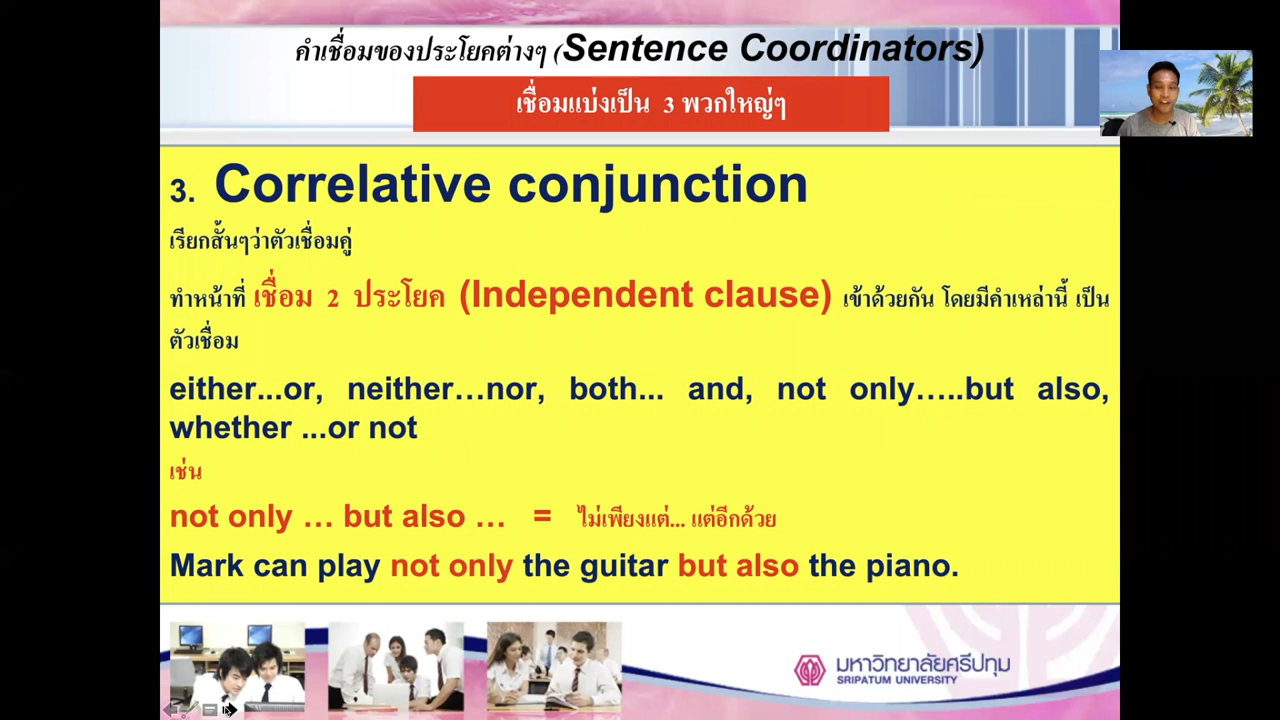 คำเชื่อมของประโยคต่างๆ (Sentence Coordinators)
เชื่อมแบ่งเป็น 3 พวกใหญ่ๆ
3. Correlative conjunction
เรียกสั้นๆว่าตัวเชื่อมคู่
ทำหน้าที่ เชื่อม 2 ประโยค (Independent clause) เข้าด้วยกัน โดยมีคำเหล่านี้ เป็น
ตัวเชื่อม
either...or, neither…nor, both... and, not only…..but also,
whether ...or not
เช่น
not only … but also … = ไม่เพียงแต่... แต่อีกด้วย
Mark can play not only the guitar but also the piano.
มหาวิทยาลัยศรีปทุม
SRIPATUM UNIVERSITY